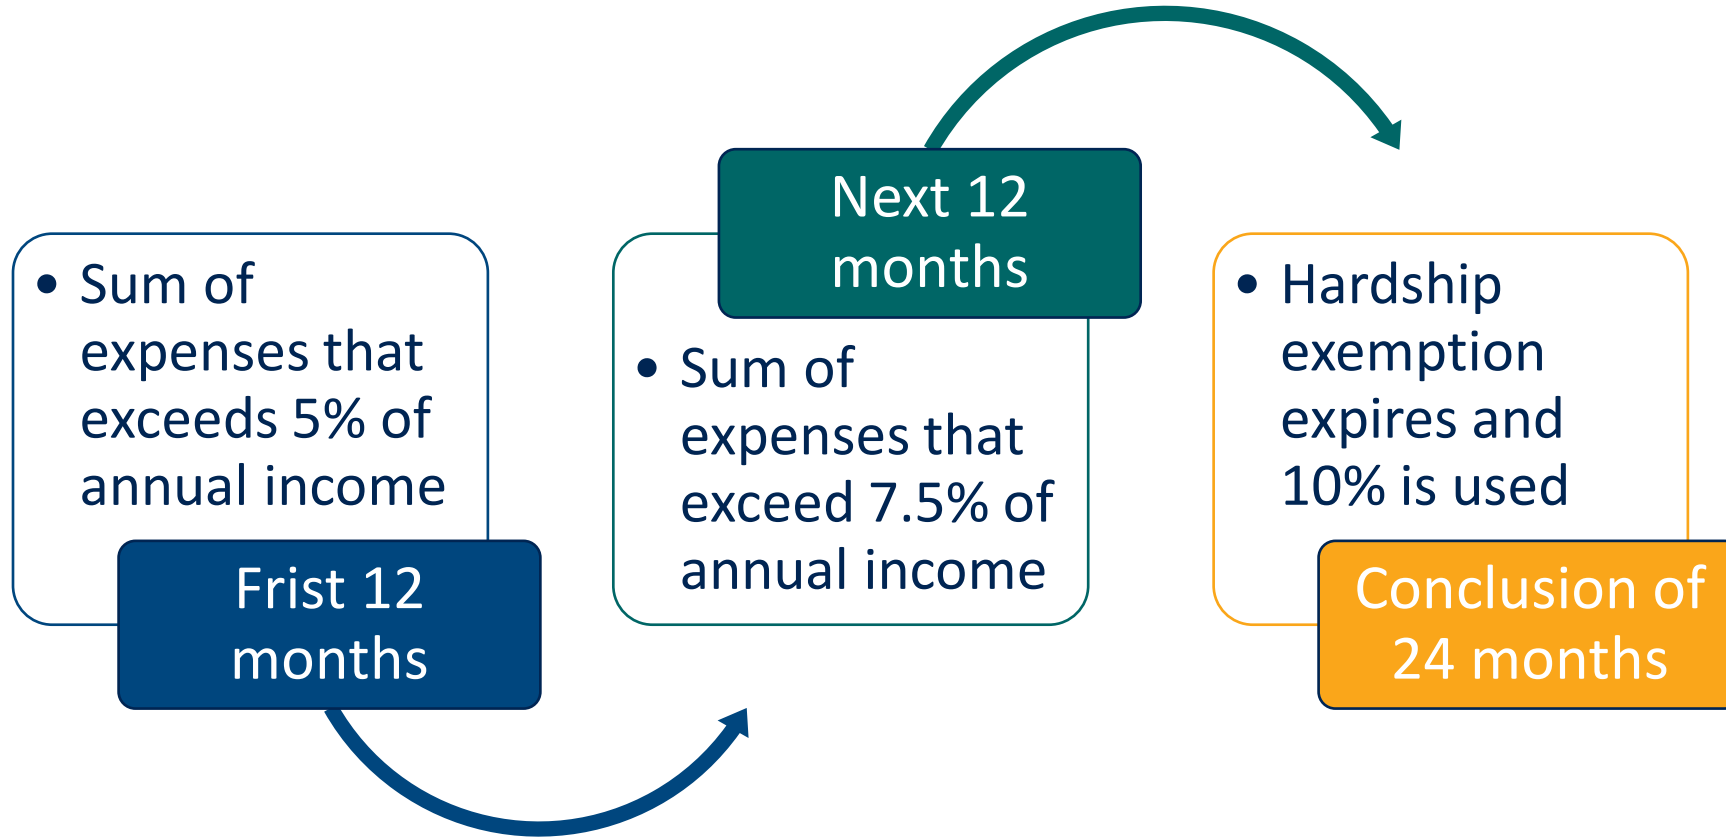 • Sum of
expenses that
exceeds 5% of
annual income
Frist 12
months
Next 12
months
• Sum of
expenses that
exceed 7.5% of
annual income
• Hardship
exemption
expires and
10% is used
Conclusion of
24 months